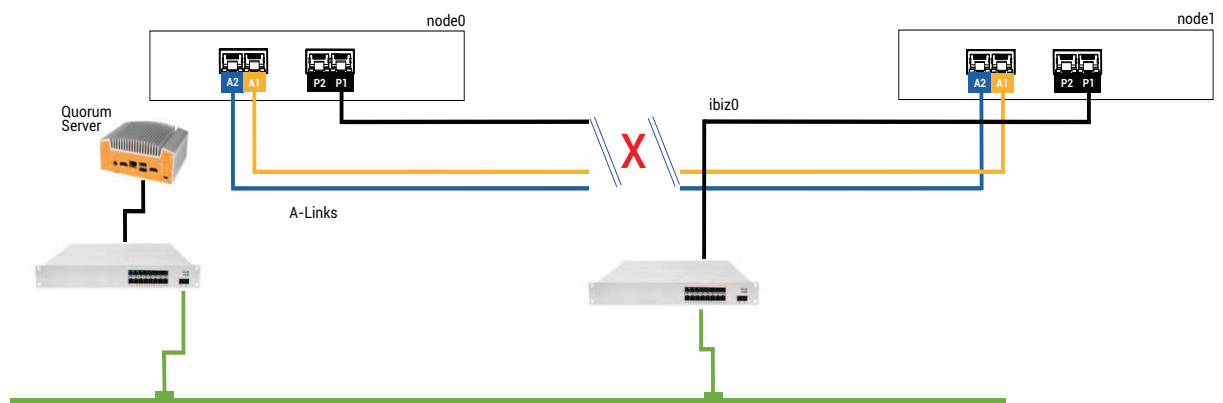 node0
node1
A2 A1 P2 P1
A2 A1 P2 P1
Quorum
Server
ibiz0
X
A-Links